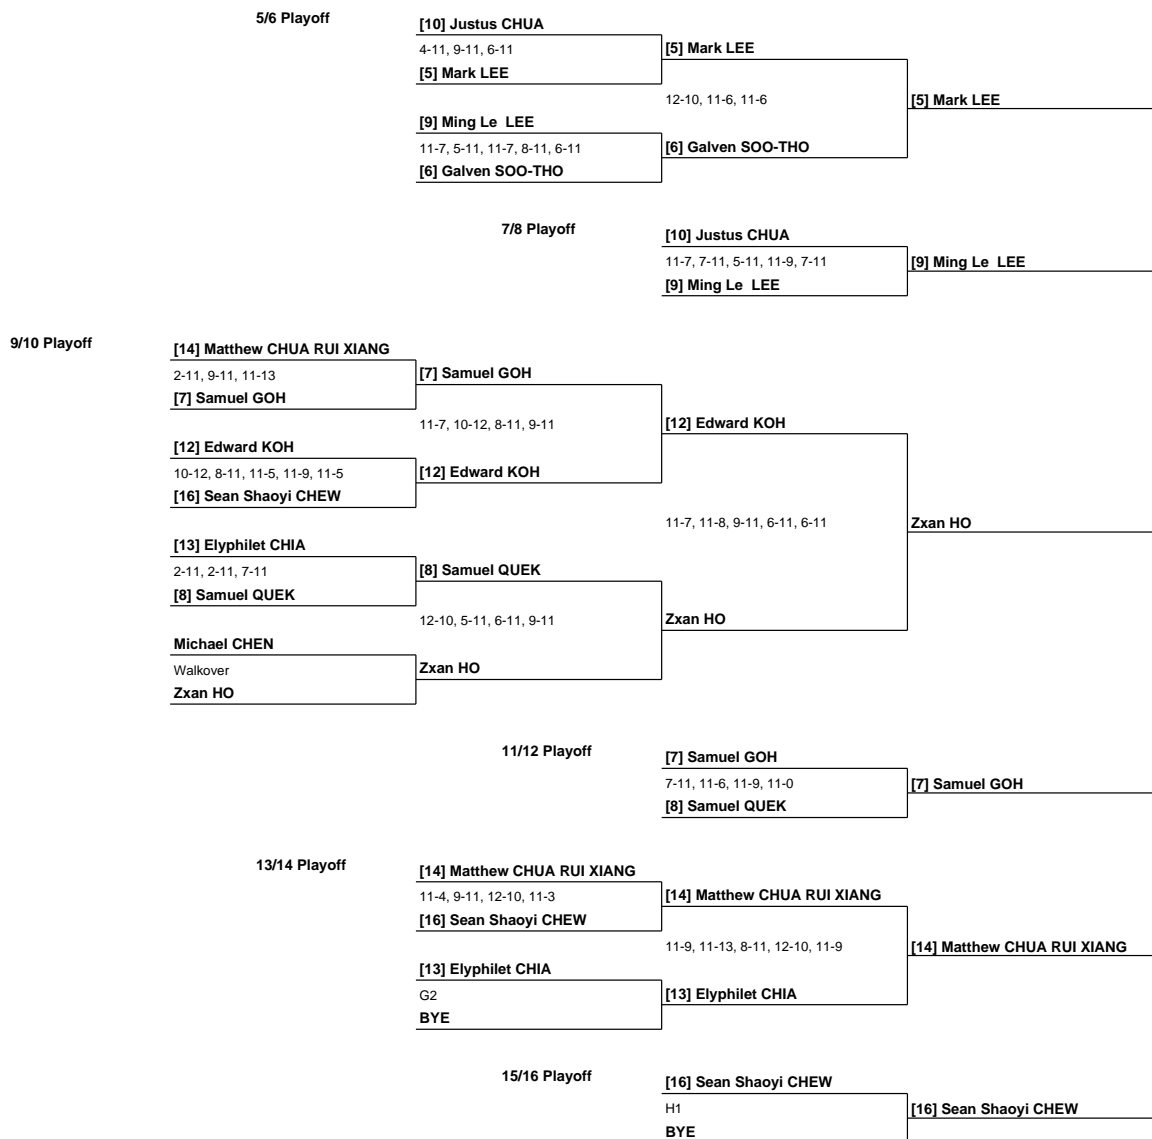 5/6 Playoff
[10] Justus CHUA
4-11, 9-11, 6-11
[5] Mark LEE
[5] Mark LEE
12-10, 11-6, 11-6
[5] Mark LEE
[9] Ming Le  LEE
11-7, 5-11, 11-7, 8-11, 6-11
[6] Galven SOO-THO
[6] Galven SOO-THO
7/8 Playoff
[10] Justus CHUA
11-7, 7-11, 5-11, 11-9, 7-11
[9] Ming Le  LEE
[9] Ming Le  LEE
9/10 Playoff
[14] Matthew CHUA RUI XIANG
2-11, 9-11, 11-13
[7] Samuel GOH
[7] Samuel GOH
11-7, 10-12, 8-11, 9-11
[12] Edward KOH
[12] Edward KOH
10-12, 8-11, 11-5, 11-9, 11-5
[12] Edward KOH
[16] Sean Shaoyi CHEW
11-7, 11-8, 9-11, 6-11, 6-11
Zxan HO
[13] Elyphilet CHIA
2-11, 2-11, 7-11
[8] Samuel QUEK
[8] Samuel QUEK
12-10, 5-11, 6-11, 9-11
Zxan HO
Michael CHEN
Walkover
Zxan HO
Zxan HO
11/12 Playoff
[7] Samuel GOH
7-11, 11-6, 11-9, 11-0
[7] Samuel GOH
[8] Samuel QUEK
13/14 Playoff
[14] Matthew CHUA RUI XIANG
11-4, 9-11, 12-10, 11-3
[14] Matthew CHUA RUI XIANG
[16] Sean Shaoyi CHEW
11-9, 11-13, 8-11, 12-10, 11-9
[14] Matthew CHUA RUI XIANG
[13] Elyphilet CHIA
G2
[13] Elyphilet CHIA
BYE
15/16 Playoff
[16] Sean Shaoyi CHEW
H1
[16] Sean Shaoyi CHEW
BYE